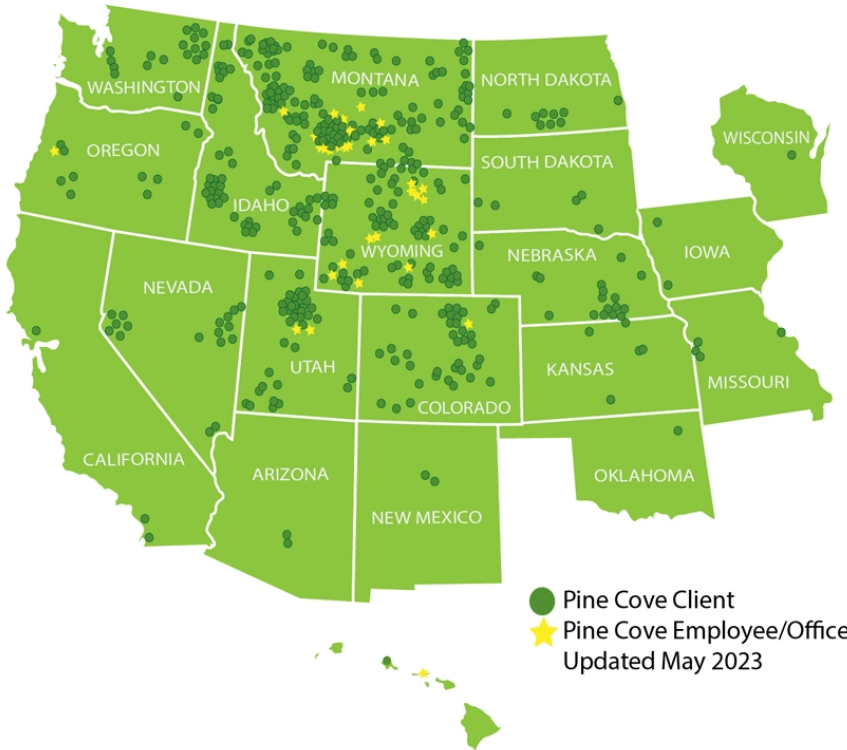 WASHINGTON
MONTANA
NORTH DAKOTA
OREGON
SOUTH DAKOTA
WISCONSIN
IDAHO
WYOMING
NEBRASKA
IOWA
NEVADA
UTAH
COLORADO
KANSAS
MISSOURI
CALIFORNIA
ARIZONA
NEW MEXICO
OKLAHOMA
Pine Cove Client
Pine Cove Employee/Office
Updated May 2023